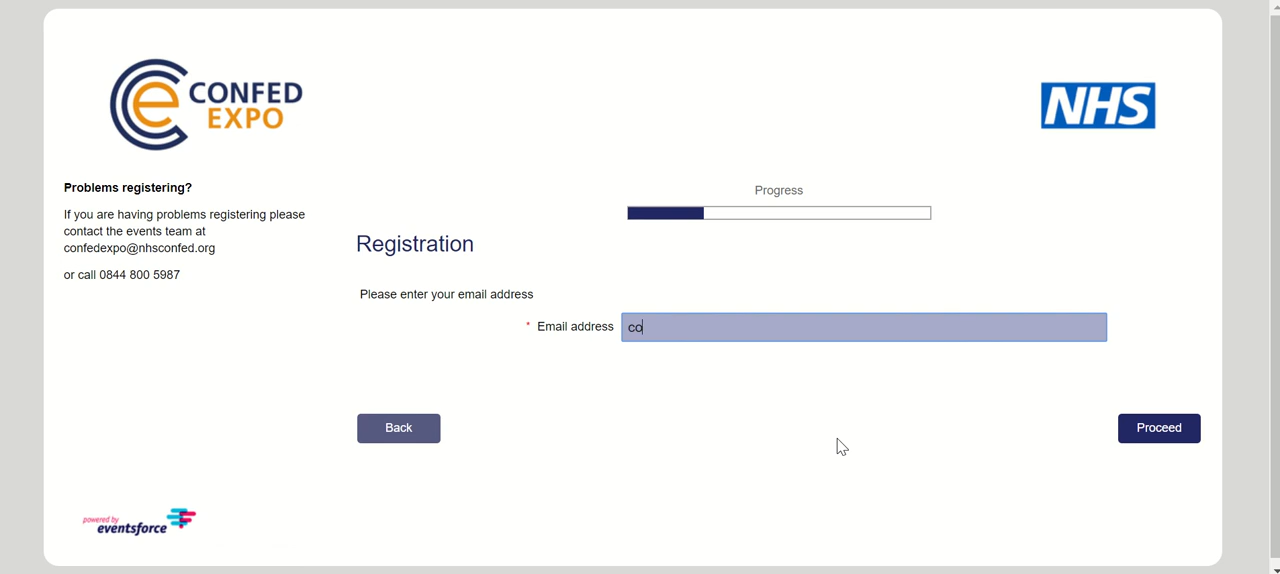 CONFED
EXPO
NHS
Problems registering?
If you are having problems registering please
contact the events team at
confedexpo@nhsconfed.org
or call 0844 800 5987
Progress
Registration
Please enter your email address
* Email address co
Back
Proceed
powered by
eventsforce